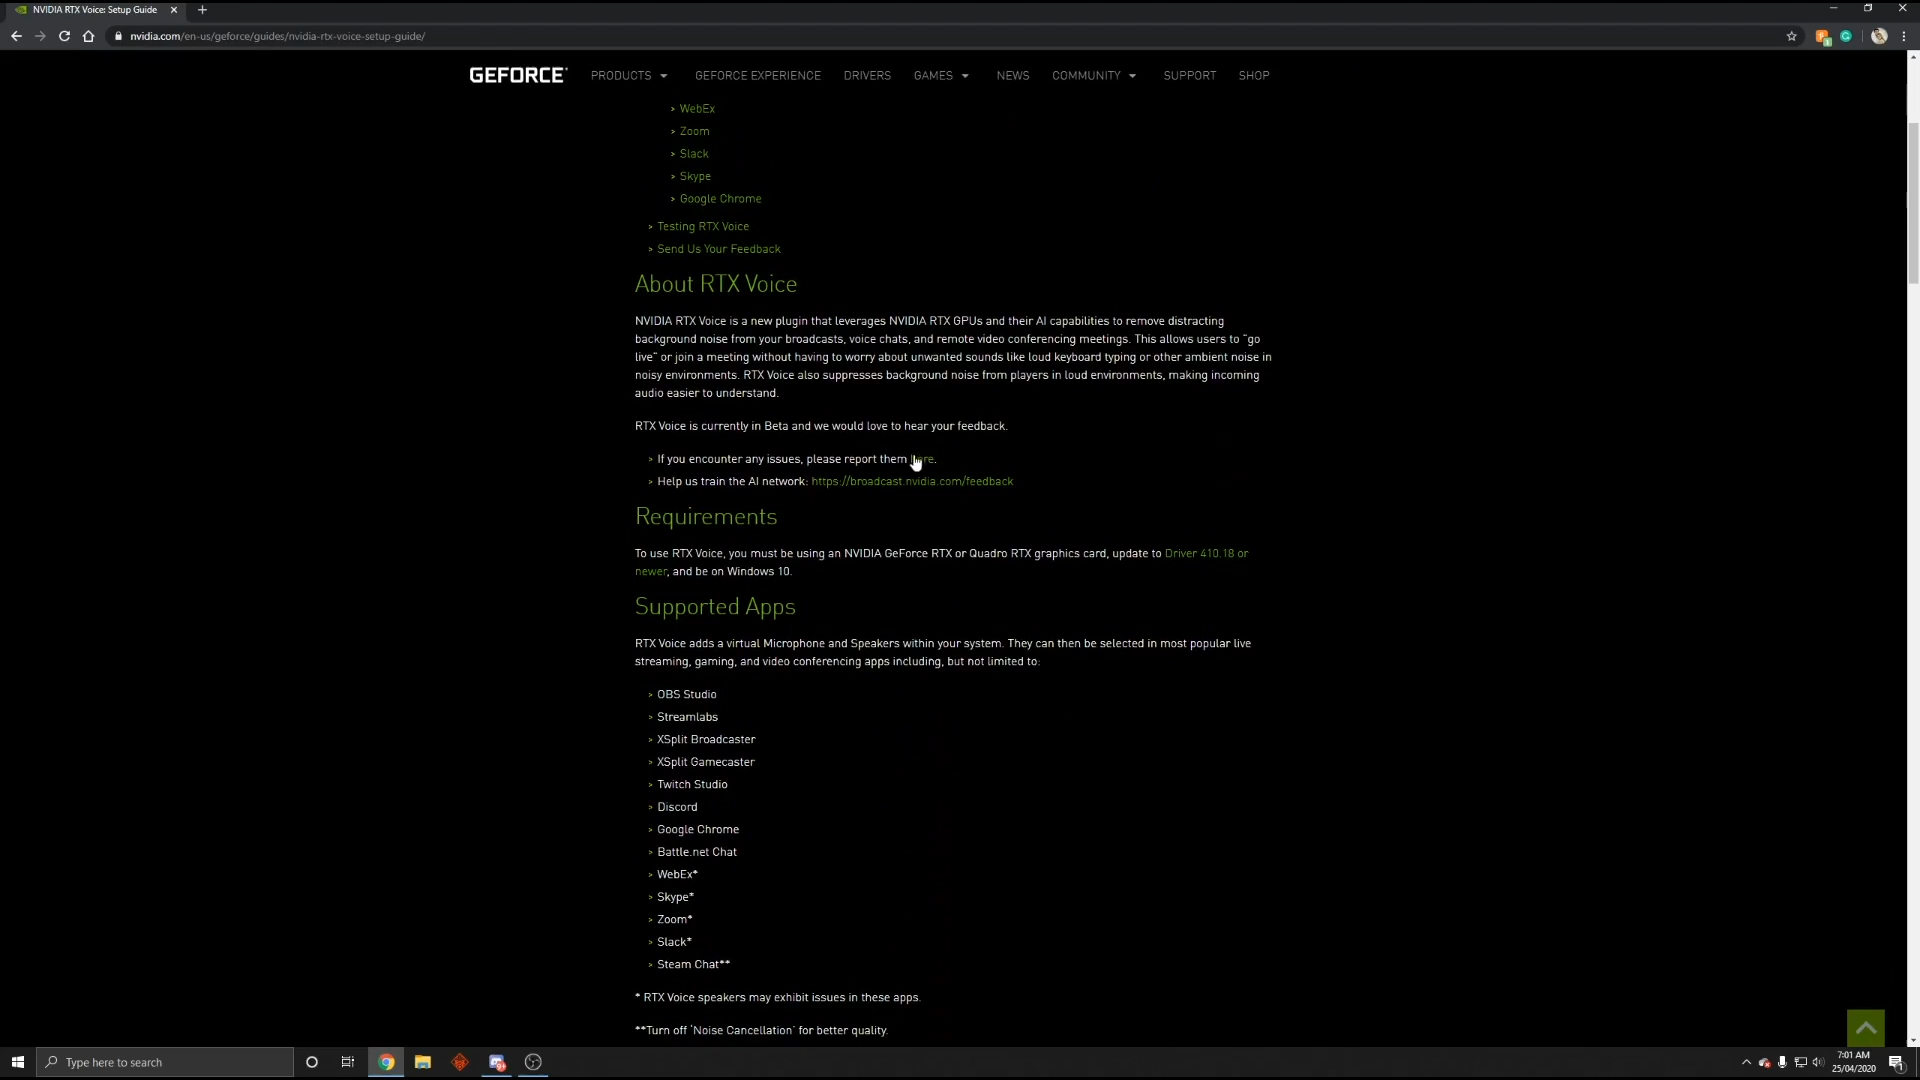 NVIDIA RTX Voice: Setup Guide
nvidia.com/en-us/geforce/guides/nvidia-rtx-voice-setup-guide/
GEFORCE PRODUCTS GEFORCE EXPERIENCE DRIVERS GAMES NEWS COMMUNITY SUPPORT SHOP
> WebEx
> Zoom
> Slack
> Skype
> Google Chrome
> Testing RTX Voice
> Send Us Your Feedback
About RTX Voice
NVIDIA RTX Voice is a new plugin that leverages NVIDIA RTX GPUs and their AI capabilities to remove distracting
background noise from your broadcasts, voice chats, and remote video conferencing meetings. This allows users to "go
live" or join a meeting without having to worry about unwanted sounds like loud keyboard typing or other ambient noise in
noisy environments. RTX Voice also suppresses background noise from players in loud environments, making incoming
audio easier to understand.
RTX Voice is currently in Beta and we would love to hear your feedback.
> If you encounter any issues, please report them here.
> Help us train the AI network: https://broadcast.nvidia.com/feedback
Requirements
To use RTX Voice, you must be using an NVIDIA GeForce RTX or Quadro RTX graphics card, update to Driver 410.18 or
newer, and be on Windows 10.
Supported Apps
RTX Voice adds a virtual Microphone and Speakers within your system. They can then be selected in most popular live
streaming, gaming, and video conferencing apps including, but not limited to:
> OBS Studio
> Streamlabs
> XSplit Broadcaster
> XSplit Gamecaster
> Twitch Studio
> Discord
> Google Chrome
> Battle.net Chat
> WebEx*
> Skype*
> Zoom*
> Slack*
> Steam Chat**
* RTX Voice speakers may exhibit issues in these apps.
**Turn off 'Noise Cancellation' for better quality.
Type here to search
7:01 AM
25/04/2020